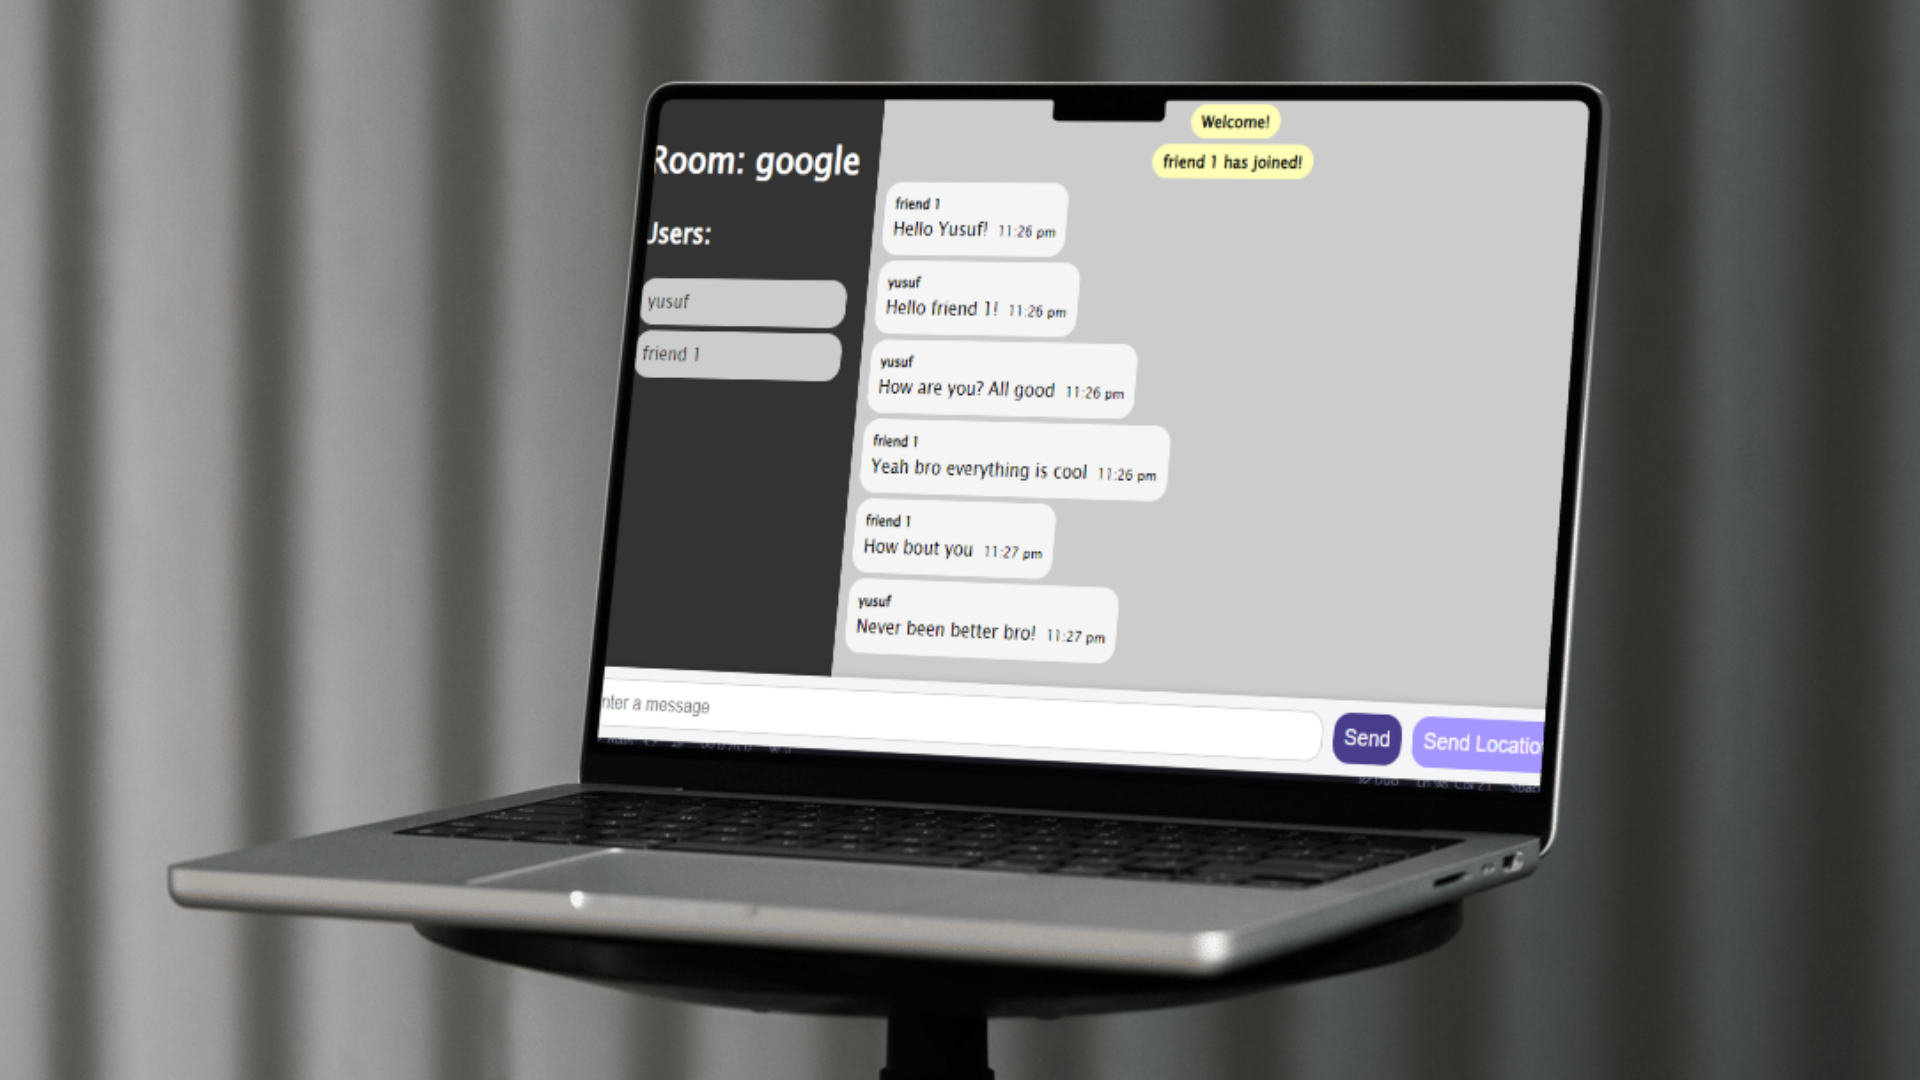 Room: google
Users:
yusuf
friend 1
Welcome!
friend 1 has joined!
friend 1
Hello Yusuf! 11:26 pm
yusuf
Hello friend 1! 11:26 pm
yusuf
How are you? All good 11:26 pm
friend 1
Yeah bro everything is cool 11:26 pm
friend 1
How bout you 11:27 pm
yusuf
Never been better bro! 11:27 pm
nter a message
Send
Send Locatio